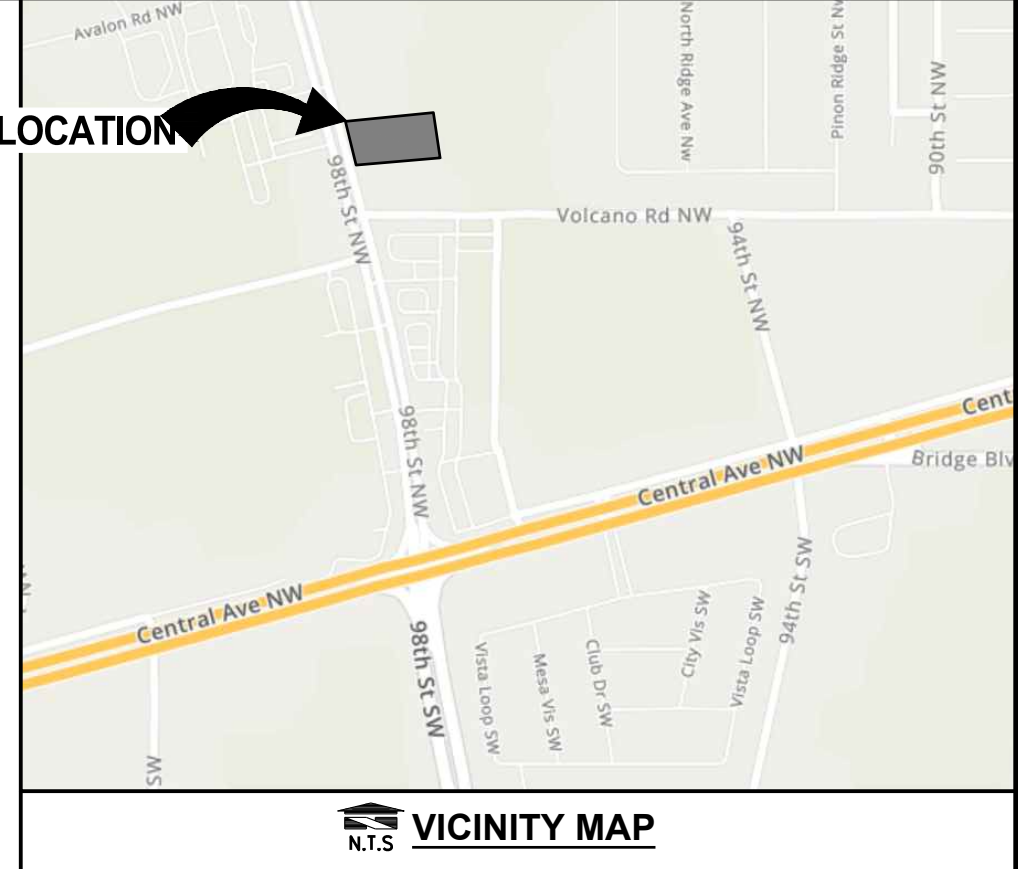 Avalon Rd NW
North Ridge Ave Nw
Pinon Ridge St N
90th St NW
LOCATION
98th St NW
Volcano Rd NW
94th St NW
98th St NW
Cent
Bridge Blv
Central Ave NW
Central Ave NW
94th St SW
98th St SW
Vista Loop SW
Mesa Vis SW
Club Dr SW
City Vis SW
Vista Loop SW
SW
N.T.S
VICINITY MAP